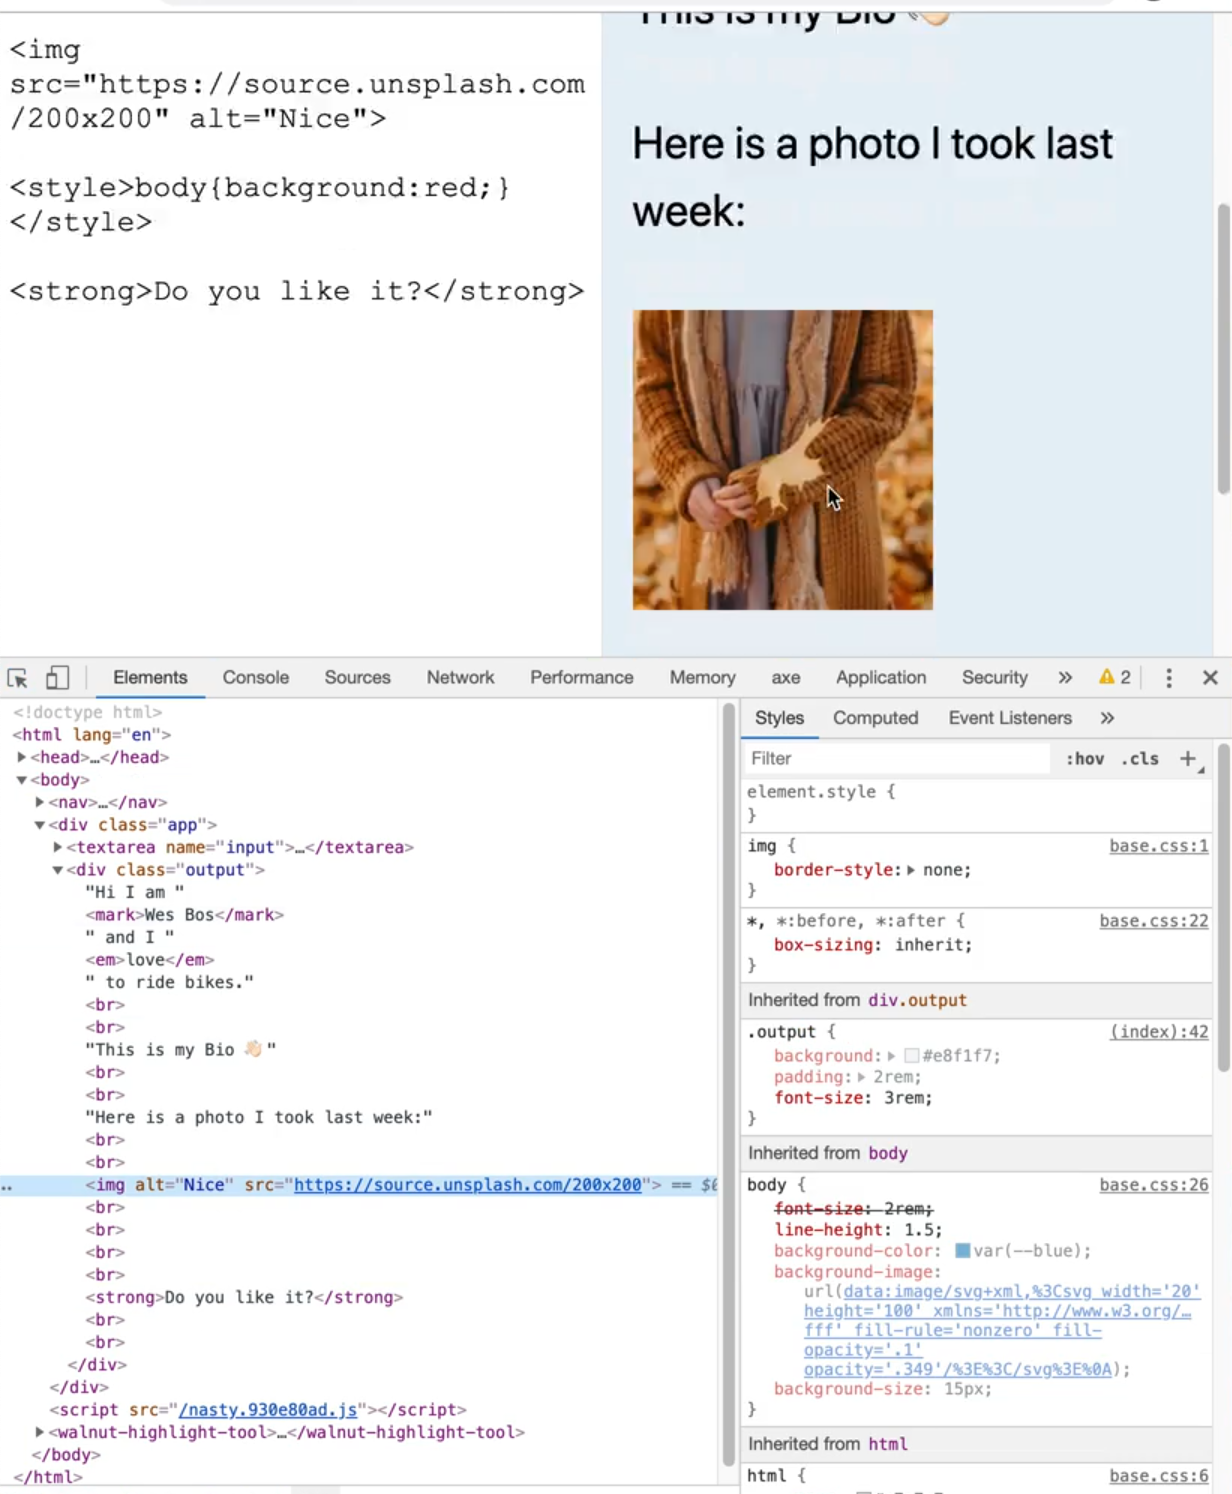 This is my Bio 👋🏻
<img
src="https://source.unsplash.com
/200x200" alt="Nice">
<style>body{background:red;}
</style>
<strong>Do you like it?</strong>
Here is a photo I took last
week:
Elements Console Sources Network Performance Memory axe Application Security » 2
<!doctype html>
<html lang="en">
<head>…</head>
<body>
<nav>…</nav>
<div class="app">
<textarea name="input">…</textarea>
<div class="output">
"Hi I am "
<mark>Wes Bos</mark>
" and I "
<em>love</em>
" to ride bikes."
<br>
<br>
"This is my Bio 👋🏻 "
<br>
<br>
"Here is a photo I took last week:"
<br>
<br>
<img alt="Nice" src="https://source.unsplash.com/200x200"> == $
<br>
<br>
<br>
<br>
<strong>Do you like it?</strong>
<br>
<br>
</div>
</div>
<script src="/nasty.930e80ad.js"></script>
<walnut-highlight-tool>…</walnut-highlight-tool>
</body>
</html>
Styles Computed Event Listeners »
Filter :hov .cls +
element.style {
}
img { base.css:1
border-style: none;
}
*, *:before, *:after { base.css:22
box-sizing: inherit;
}
Inherited from div.output
.output { (index):42
background: #e8f1f7;
padding: 2rem;
font-size: 3rem;
}
Inherited from body
body { base.css:26
font-size: 2rem;
line-height: 1.5;
background-color: var(--blue);
background-image:
url(data:image/svg+xml,%3Csvg width='20'
height='100' xmlns='http://www.w3.org/…
fff' fill-rule='nonzero' fill-
opacity='.1'
opacity='.349'/%3E%3C/svg%3E%0A);
background-size: 15px;
}
Inherited from html
html { base.css:6